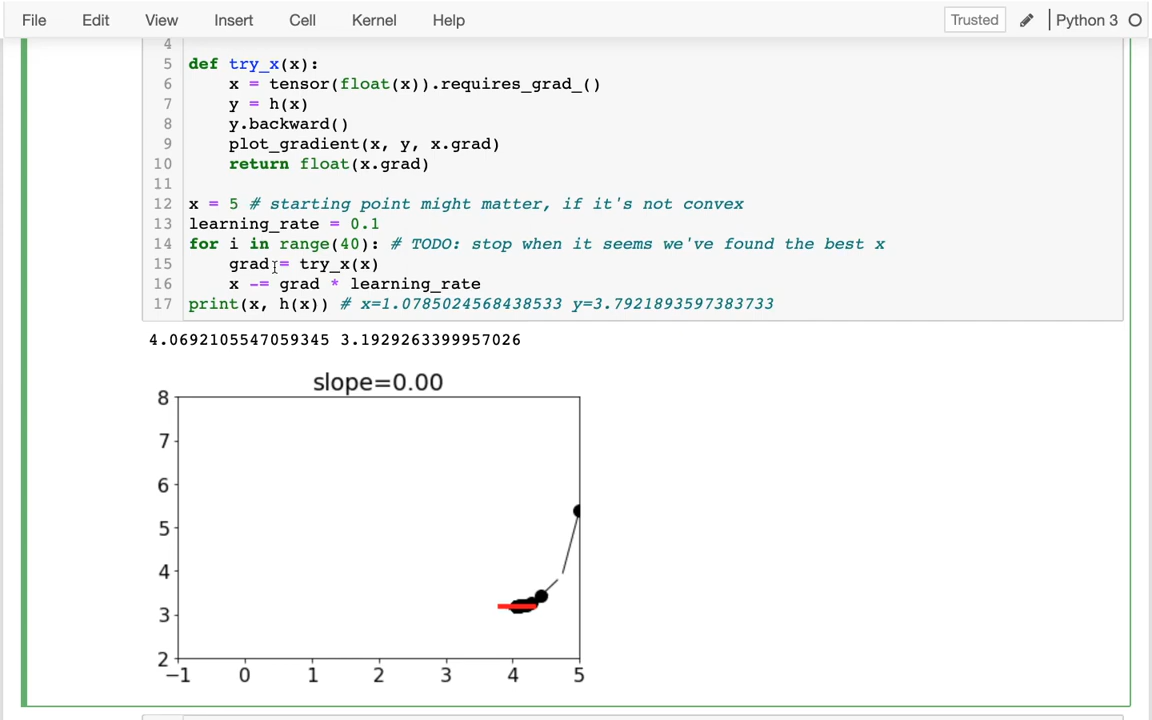 File Edit View Insert Cell Kernel Help Trusted Python 3
4
5 def try_x(x):
6 x = tensor(float(x)).requires_grad_()
7 y = h(x)
8 y.backward()
9 plot_gradient(x, y, x.grad)
10 return float(x.grad)
11
12 x = 5 # starting point might matter, if it's not convex
13 learning_rate = 0.1
14 for i in range(40): # TODO: stop when it seems we've found the best x
15 grad = try_x(x)
16 x -= grad * learning_rate
17 print(x, h(x)) # x=1.0785024568438533 y=3.7921893597383733
4.0692105547059345 3.1929263399957026
slope=0.00
8
7
6
5
4
3
2
−1 0 1 2 3 4 5